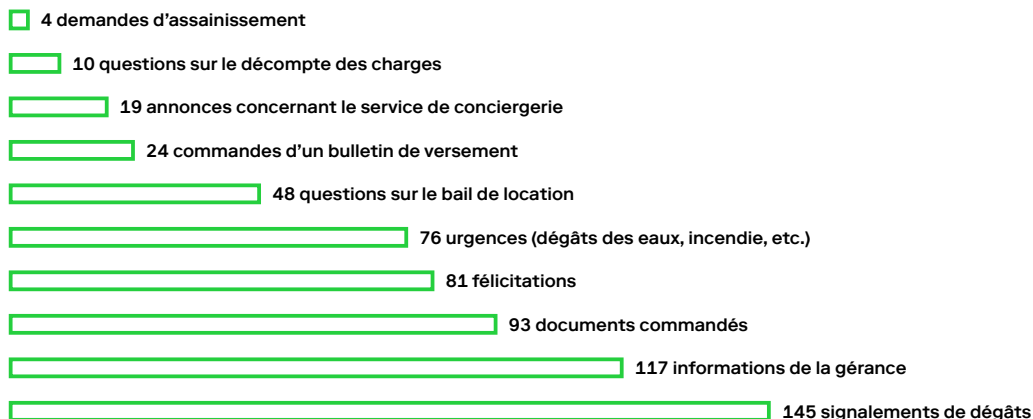 4 demandes d’assainissement
10 questions sur le décompte des charges
19 annonces concernant le service de conciergerie
24 commandes d’un bulletin de versement
48 questions sur le bail de location
76 urgences (dégâts des eaux, incendie, etc.)
81 félicitations
93 documents commandés
117 informations de la gérance
145 signalements de dégâts